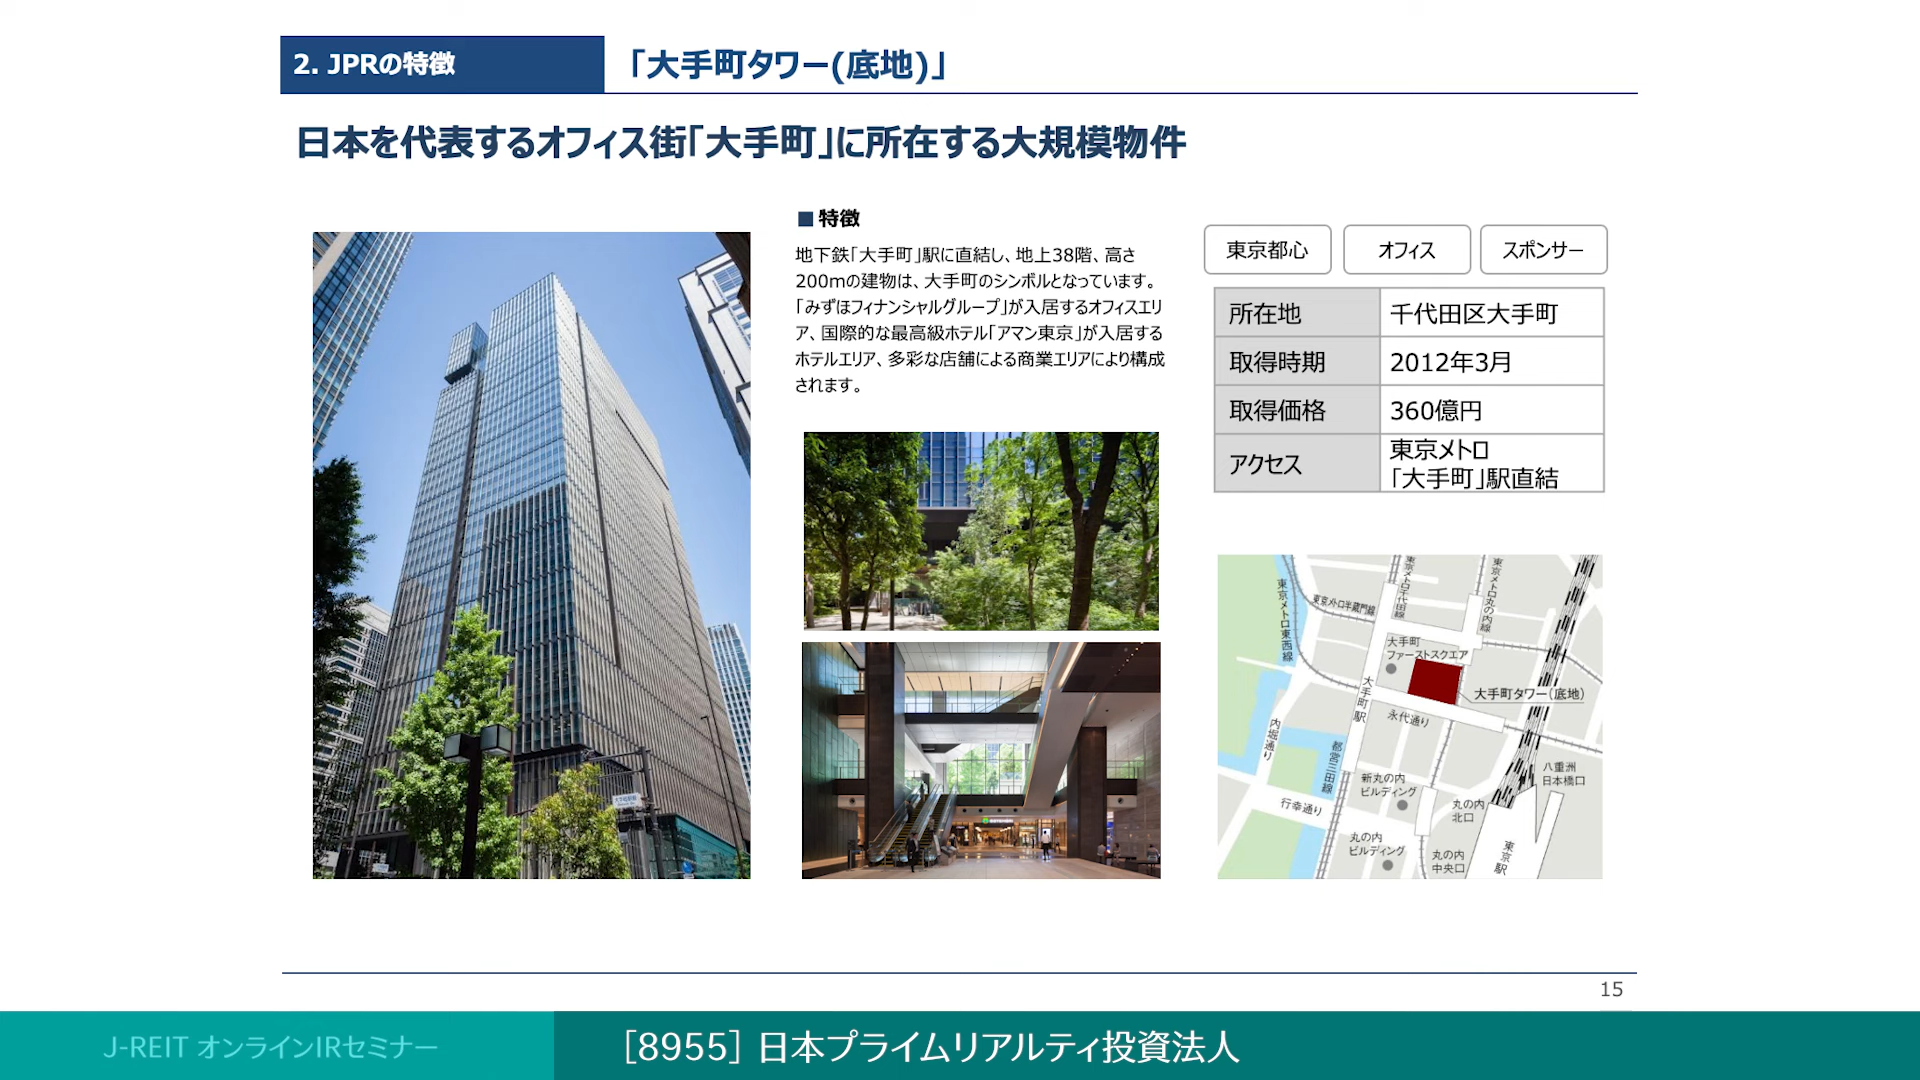 2. JPRの特徴
「大手町タワー(底地)」
日本を代表するオフィス街「大手町」に所在する大規模物件
■ 特徴
地下鉄「大手町」駅に直結し、地上38階、高さ
200mの建物は、大手町のシンボルとなっています。
「みずほフィナンシャルグループ」が入居するオフィスエリ
ア、国際的な最高級ホテル「アマン東京」が入居する
ホテルエリア、多彩な店舗による商業エリアにより構成
されます。
東京都心
オフィス
スポンサー
所在地 千代田区大手町
取得時期 2012年3月
取得価格 360億円
アクセス 東京メトロ
「大手町」駅直結
東京メトロ東西線
東京メトロ半蔵門線
東京メトロ千代田線
東京メトロ丸の内線
大手町
ファーストスクエア
大手町タワー(底地)
大手町駅
永代通り
内堀通り
都営三田線
新丸の内
ビルディング
八重洲
日本橋口
行幸通り
丸の内
北口
丸の内
ビルディング
丸の内
中央口
東京駅
15
J-REIT オンラインIRセミナー
[8955] 日本プライムリアルティ投資法人